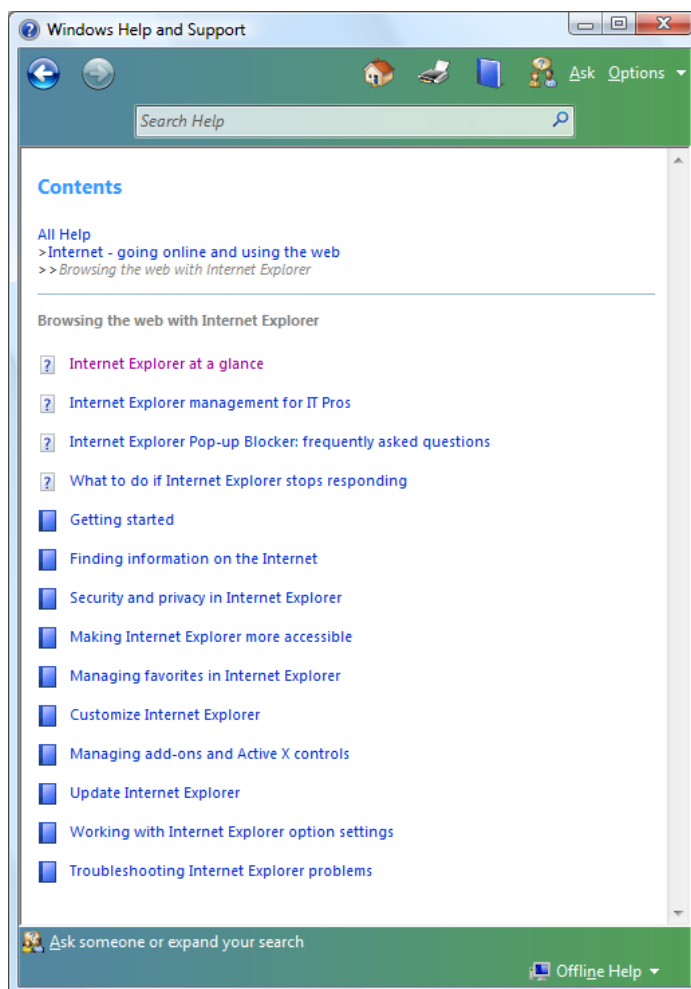 Windows Help and Support
Ask Options
Search Help
Contents
All Help
>Internet - going online and using the web
>>Browsing the web with Internet Explorer
Browsing the web with Internet Explorer
Internet Explorer at a glance
Internet Explorer management for IT Pros
Internet Explorer Pop-up Blocker: frequently asked questions
What to do if Internet Explorer stops responding
Getting started
Finding information on the Internet
Security and privacy in Internet Explorer
Making Internet Explorer more accessible
Managing favorites in Internet Explorer
Customize Internet Explorer
Managing add-ons and Active X controls
Update Internet Explorer
Working with Internet Explorer option settings
Troubleshooting Internet Explorer problems
Ask someone or expand your search
Offline Help